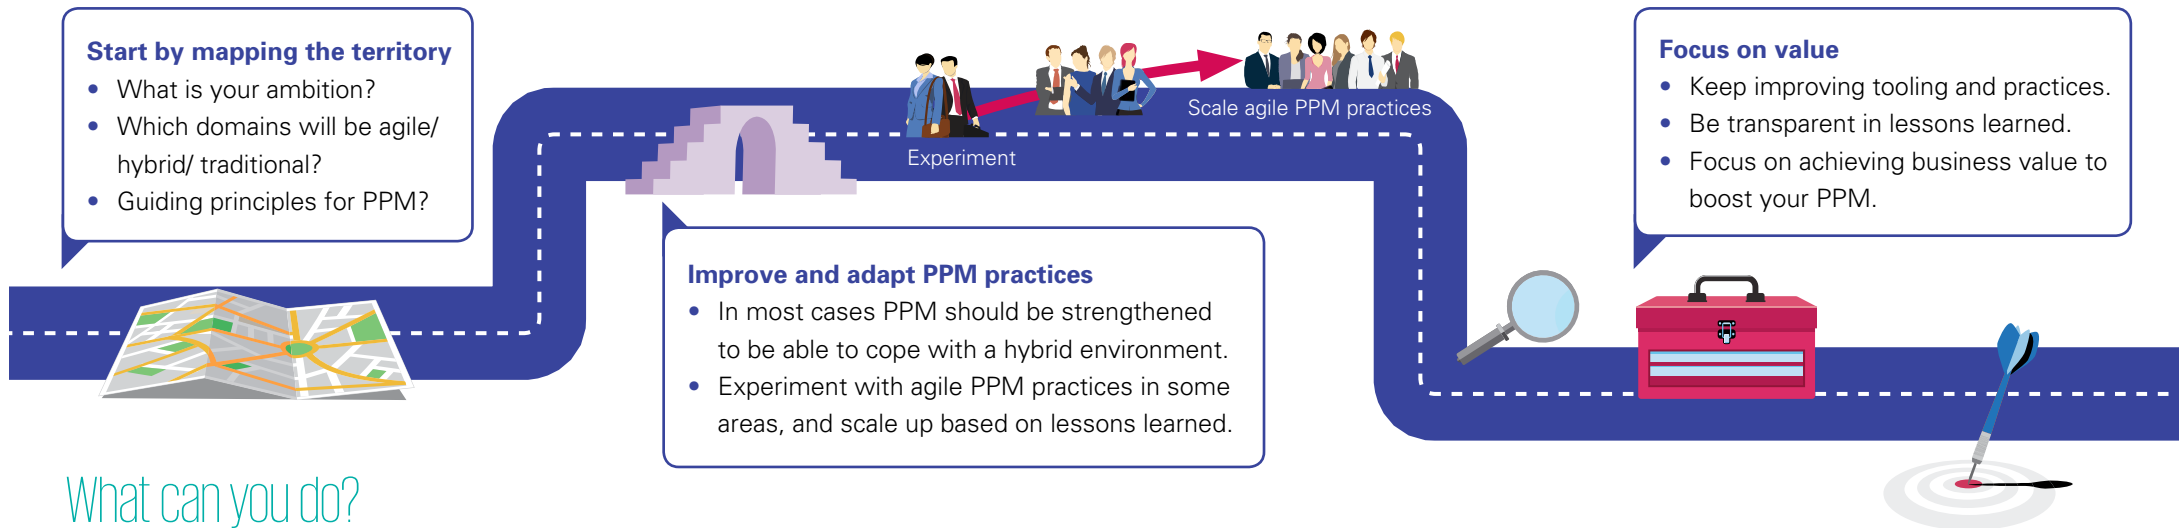 Start by mapping the territory
• What is your ambition?
• Which domains will be agile/
hybrid/ traditional?
• Guiding principles for PPM?
Experiment
Scale agile PPM practices
Improve and adapt PPM practices
• In most cases PPM should be strengthened
to be able to cope with a hybrid environment.
• Experiment with agile PPM practices in some
areas, and scale up based on lessons learned.
Focus on value
• Keep improving tooling and practices.
• Be transparent in lessons learned.
• Focus on achieving business value to
boost your PPM.
What can you do?